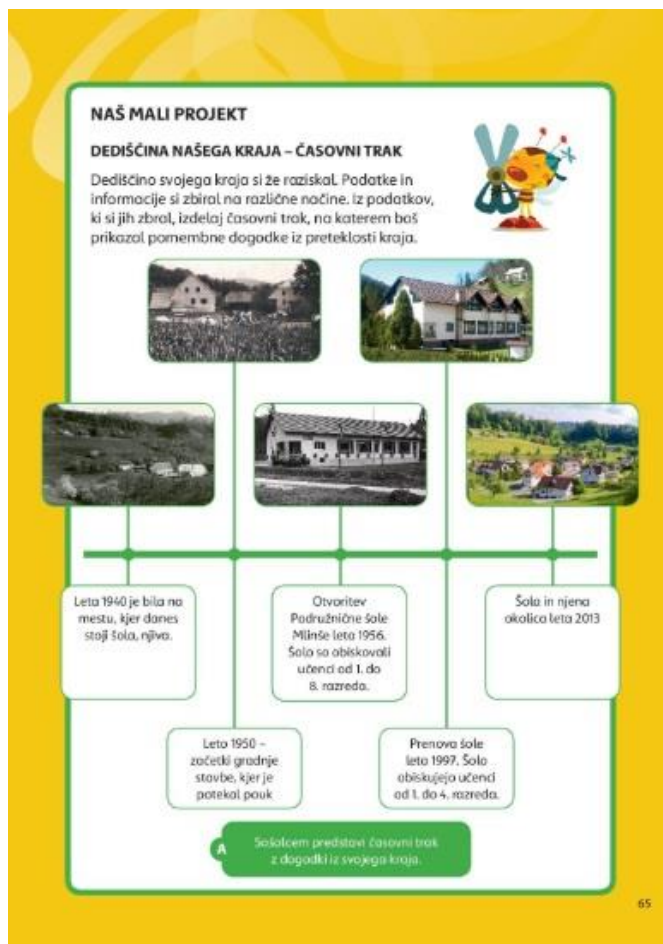 NAŠ MALI PROJEKT
DEDIŠČINA NAŠEGA KRAJA – ČASOVNI TRAK
Dediščino svojega kraja si že raziskal. Podatke in
informacije si zbiral na različne načine. Iz podatkov,
ki si jih zbral, izdelaj časovni trak, na katerem boš
prikazal pomembne dogodke iz preteklosti kraja.
Leta 1940 je bila na
mestu, kjer danes
stoji šola, njiva.
Leto 1950 –
začetki gradnje
stavbe, kjer je
potekal pouk
Otvoritev
Podružnične šole
Mlinše leta 1956.
Šolo so obiskovali
učenci od 1. do
8. razreda.
Prenova šole
leta 1997. Šolo
obiskujejo učenci
od 1. do 4. razreda.
Šola in njena
okolica leta 2013
A
Sošolcem predstavi časovni trak
z dogodki iz svojega kraja.
65